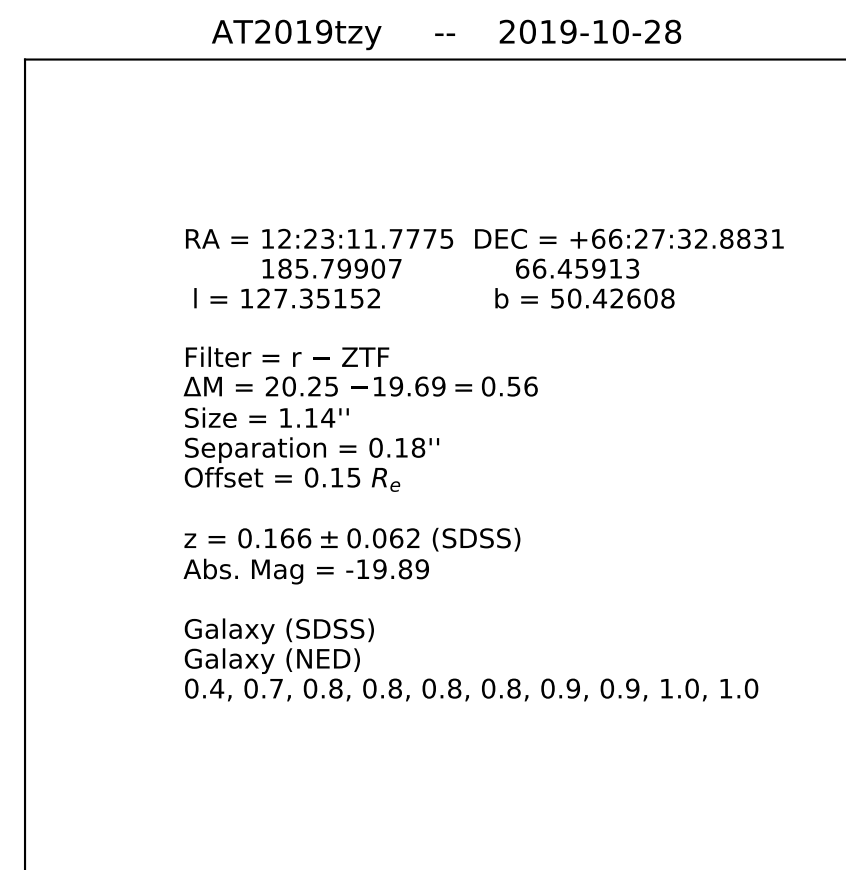 AT2019tzy -- 2019-10-28
RA = 12:23:11.7775 DEC = +66:27:32.8831
185.79907 66.45913
l = 127.35152 b = 50.42608
Filter = r − ZTF
ΔM = 20.25 −19.69 = 0.56
Size = 1.14''
Separation = 0.18''
Offset = 0.15 Re
z = 0.166 ± 0.062 (SDSS)
Abs. Mag = -19.89
Galaxy (SDSS)
Galaxy (NED)
0.4, 0.7, 0.8, 0.8, 0.8, 0.8, 0.9, 0.9, 1.0, 1.0